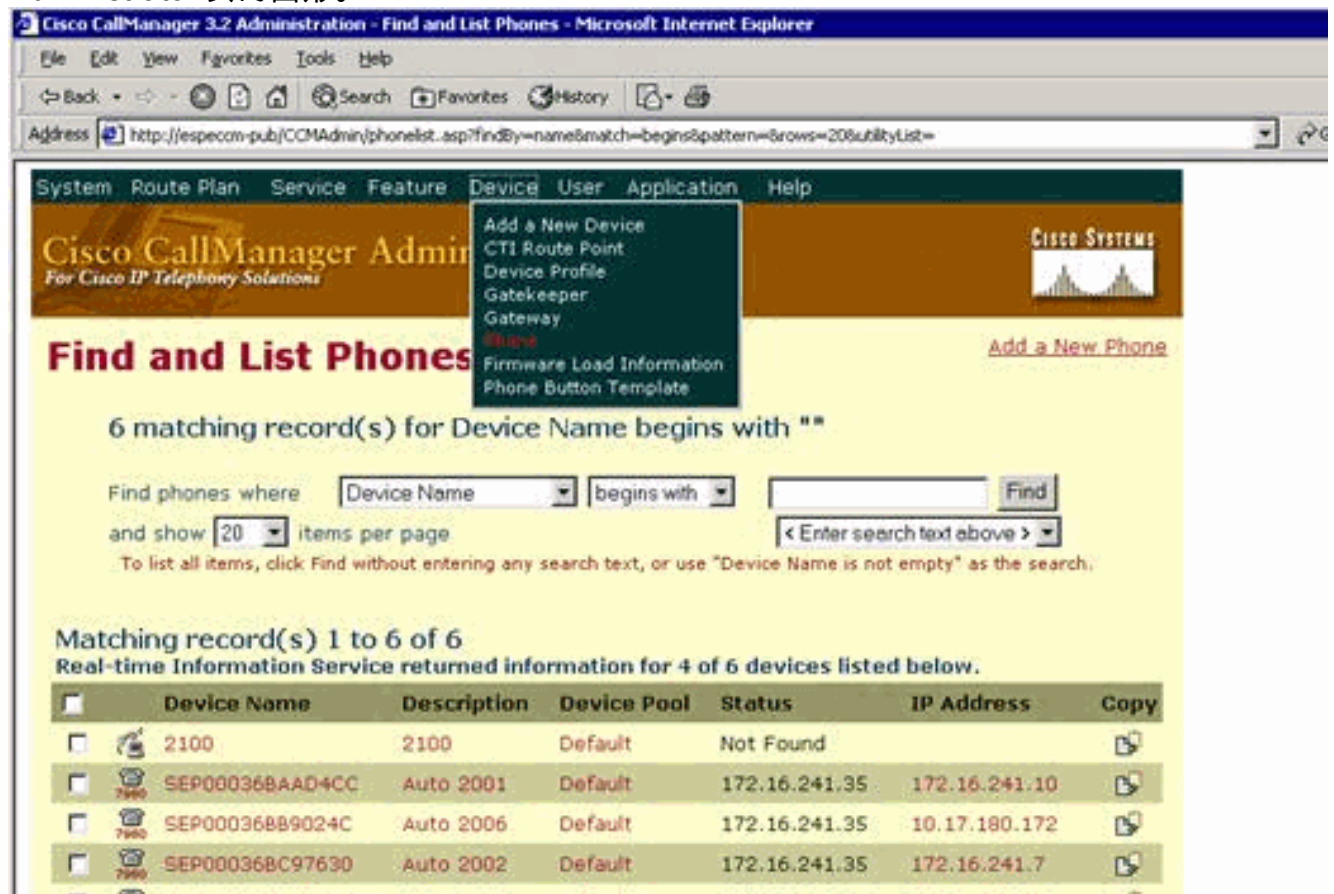 Cisco CallManager 3.2 Administration - Find and List Phones - Microsoft Internet Explorer
File Edit View Favorites Tools Help
Back Search Favorites History
Address http://especcm-pub/CCMAdmin/phonelist.asp?findBy=name&match=begins&pattern=&rows=20&utilityList=
System Route Plan Service Feature Device User Application Help
Cisco CallManager Admin
For Cisco IP Telephony Solutions
CISCO SYSTEMS
Add a New Device
CTI Route Point
Device Profile
Gatekeeper
Gateway
Phone
Firmware Load Information
Phone Button Template
Find and List Phones
Add a New Phone
6 matching record(s) for Device Name begins with ""
Find phones where Device Name begins with Find
and show 20 items per page < Enter search text above >
To list all items, click Find without entering any search text, or use "Device Name is not empty" as the search.
Matching record(s) 1 to 6 of 6
Real-time Information Service returned information for 4 of 6 devices listed below.
Device Name Description Device Pool Status IP Address Copy
2100 2100 Default Not Found
7960 SEP00036BAAD4CC Auto 2001 Default 172.16.241.35 172.16.241.10
7960 SEP00036BB9024C Auto 2006 Default 172.16.241.35 10.17.180.172
7960 SEP00036BC97630 Auto 2002 Default 172.16.241.35 172.16.241.7